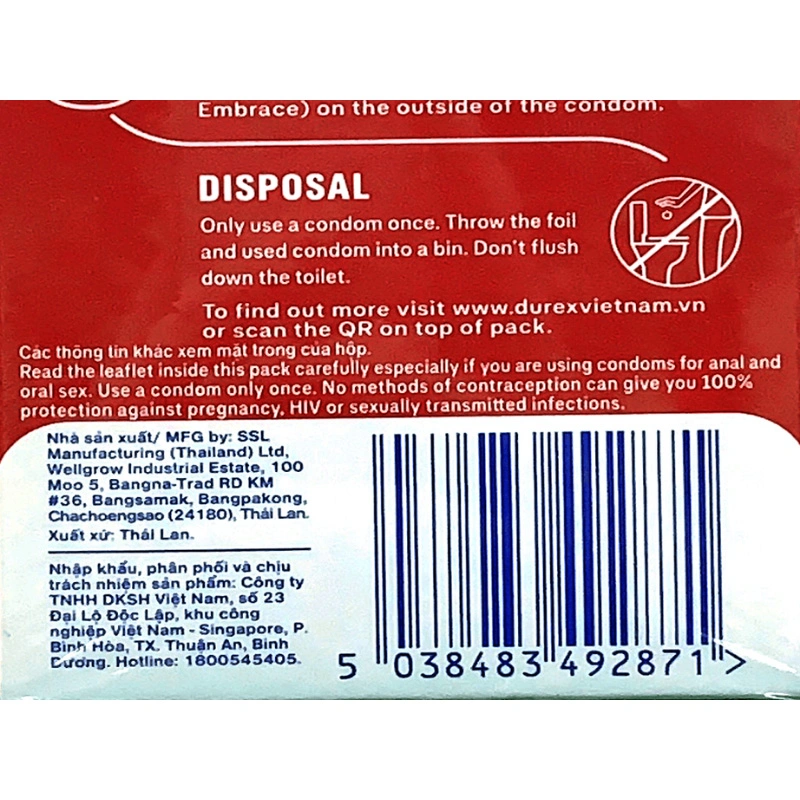 Embrace) on the outside of the condom.
DISPOSAL
Only use a condom once. Throw the foil
and used condom into a bin. Don't flush
down the toilet.
To find out more visit www.durexvietnam.vn
or scan the QR on top of pack.
Các thông tin khác xem mặt trong của hộp.
Read the leaflet inside this pack carefully especially if you are using condoms for anal and
oral sex. Use a condom only once. No methods of contraception can give you 100%
protection against pregnancy, HIV or sexually transmitted infections.
Nhà sản xuất/ MFG by: SSL
Manufacturing (Thailand) Ltd,
Wellgrow Industrial Estate, 100
Moo 5, Bangna-Trad RD KM
#36, Bangsamak, Bangpakong,
Chachoengsao (24180), Thái Lan.
Xuất xứ: Thái Lan.
Nhập khẩu, phân phối và chịu
trách nhiệm sản phẩm: Công ty
TNHH DKSH Việt Nam, số 23
Đại Lộ Độc Lập, khu công
nghiệp Việt Nam - Singapore, P.
Bình Hòa, TX. Thuận An, Bình
Dương. Hotline: 1800545405.
5 038483 492871 >